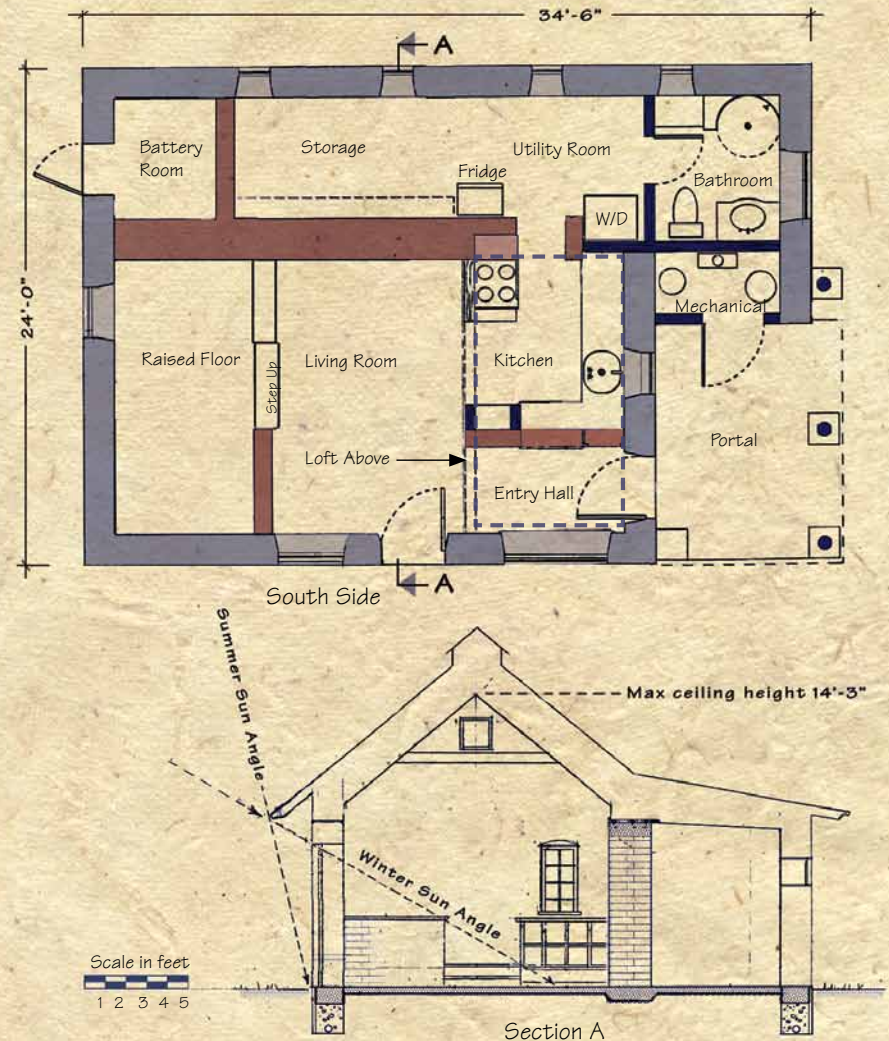 34'-6"
A
24'-0"
Battery
Room
Storage
Utility Room
Fridge
W/D
Bathroom
Mechanical
Raised Floor
Step Up
Living Room
Kitchen
Portal
Loft Above
Entry Hall
A
South Side
Summer Sun Angle
Max ceiling height 14'-3"
Winter Sun Angle
Scale in feet
1 2 3 4 5
Section A